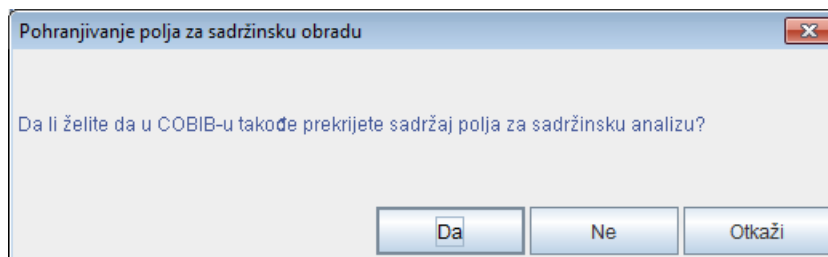 Pohranjivanje polja za sadržinsku obradu
Da li želite da u COBIB-u takođe prekrijete sadržaj polja za sadržinsku analizu?
Da
Ne
Otkaži